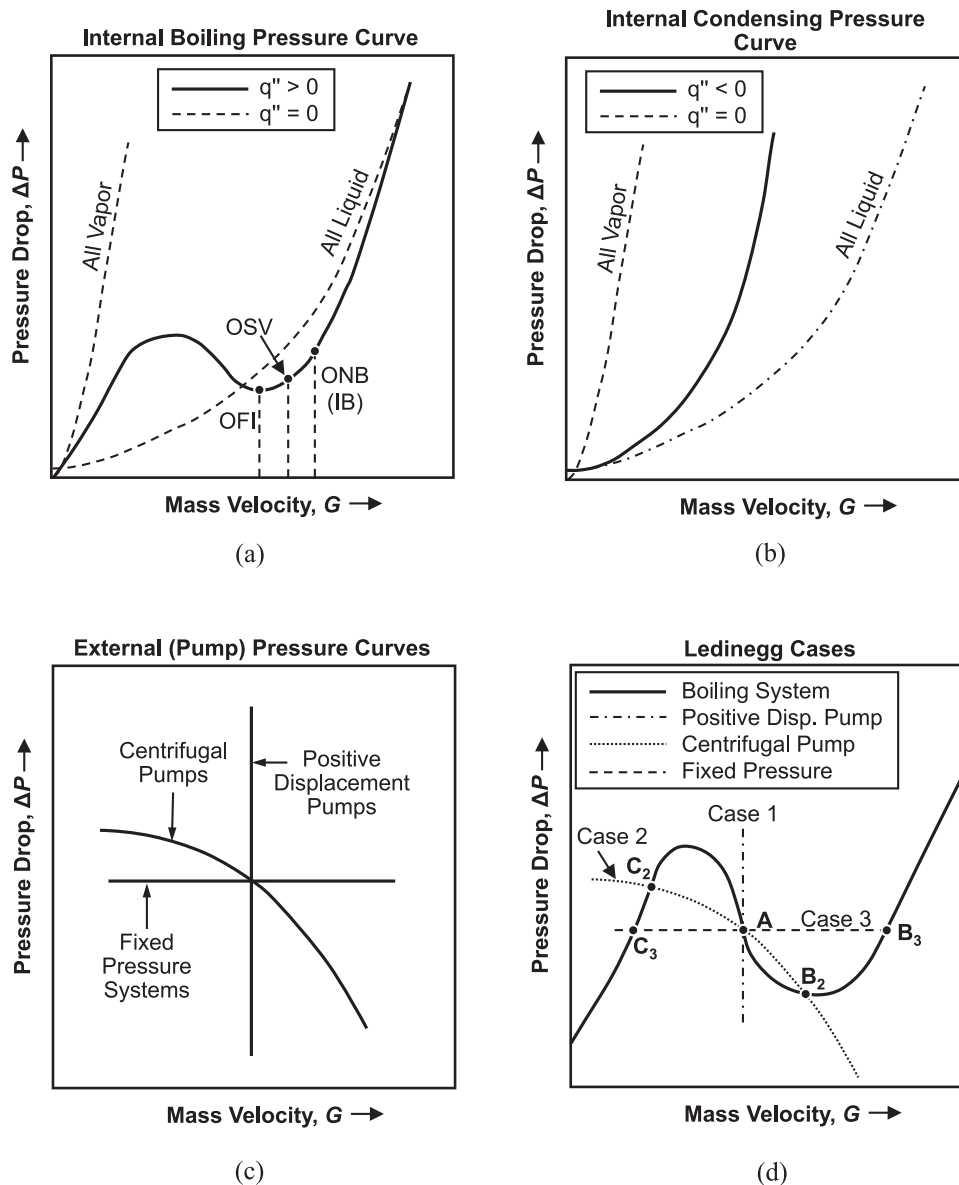 Internal Boiling Pressure Curve
q" > 0
q" = 0
Pressure Drop, ΔP
All Vapor
All Liquid
OSV
OFI
ONB
(IB)
Mass Velocity, G
(a)
Internal Condensing Pressure
Curve
q" < 0
q" = 0
Pressure Drop, ΔP
All Vapor
All Liquid
Mass Velocity, G
(b)
External (Pump) Pressure Curves
Pressure Drop, ΔP
Centrifugal
Pumps
Positive
Displacement
Pumps
Fixed
Pressure
Systems
Mass Velocity, G
(c)
Ledinegg Cases
Boiling System
Positive Disp. Pump
Centrifugal Pump
Fixed Pressure
Pressure Drop, ΔP
Case 1
Case 2
C2
A
Case 3
C3
B3
B2
Mass Velocity, G
(d)